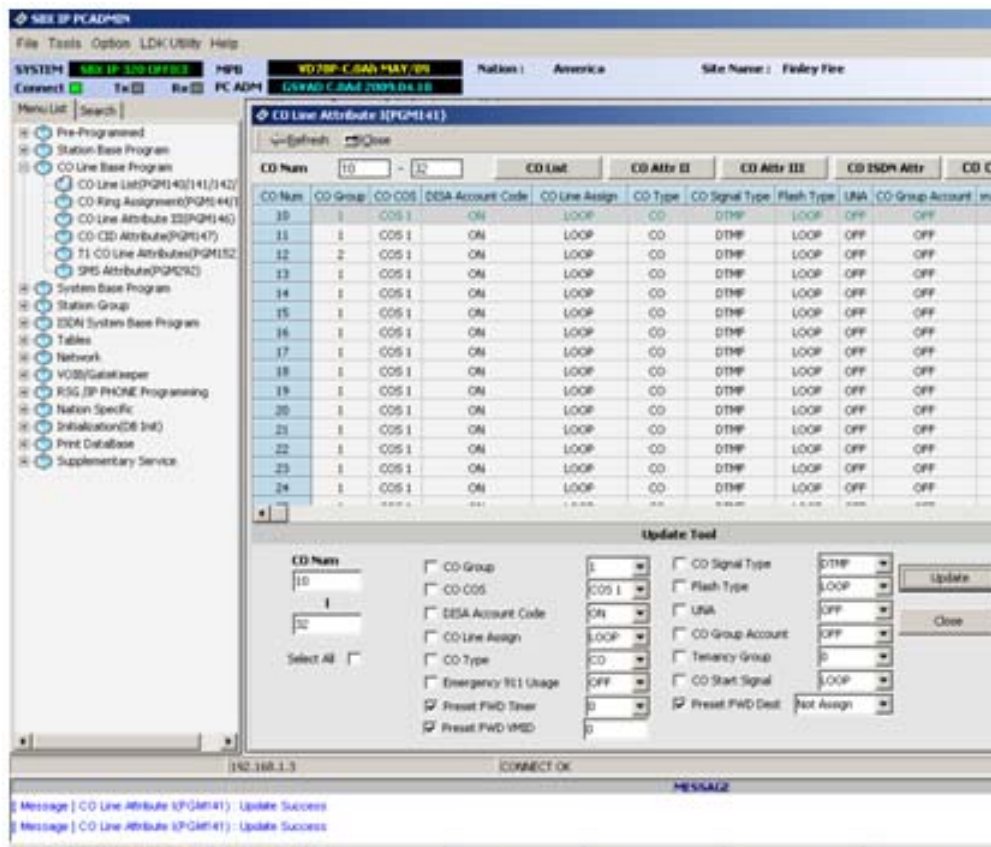 SBX IP PCADMIN
File Tools Option LDK Utility Help
SYSTEM SBX IP 320 OFFICE MPB Nation : America Site Name : Finley Fire
Connect Tx Rx PC ADM GS9AD C.0Ad 2009.04.10
Menu List Search
Pre-Programmed
Station Base Program
CO Line Base Program
CO Line List(PGM140/141/142/
CO Ring Assignment(PGM144/1
CO Line Attribute III(PGM146)
CO CID Attribute(PGM147)
T1 CO Line Attributes(PGM152
SMS Attribute(PGM292)
System Base Program
Station Group
ISDN System Base Program
Tables
Network
VOIB/Gatekeeper
RSG /IP PHONE Programming
Nation Specific
Initialization(DB Init)
Print DataBase
Supplementary Service
CO Line Attribute I(PGM141)
Refresh Close
CO Num 10 - 32 CO List CO Attr II CO Attr III CO ISDN Attr CO C
CO Num CO Group CO COS DISA Account Code CO Line Assign CO Type CO Signal Type Flash Type UNA CO Group Account
10 1 COS 1 ON LOOP CO DTMF LOOP OFF OFF
11 1 COS 1 ON LOOP CO DTMF LOOP OFF OFF
12 2 COS 1 ON LOOP CO DTMF LOOP OFF OFF
13 1 COS 1 ON LOOP CO DTMF LOOP OFF OFF
14 1 COS 1 ON LOOP CO DTMF LOOP OFF OFF
15 1 COS 1 ON LOOP CO DTMF LOOP OFF OFF
16 1 COS 1 ON LOOP CO DTMF LOOP OFF OFF
17 1 COS 1 ON LOOP CO DTMF LOOP OFF OFF
18 1 COS 1 ON LOOP CO DTMF LOOP OFF OFF
19 1 COS 1 ON LOOP CO DTMF LOOP OFF OFF
20 1 COS 1 ON LOOP CO DTMF LOOP OFF OFF
21 1 COS 1 ON LOOP CO DTMF LOOP OFF OFF
22 1 COS 1 ON LOOP CO DTMF LOOP OFF OFF
23 1 COS 1 ON LOOP CO DTMF LOOP OFF OFF
24 1 COS 1 ON LOOP CO DTMF LOOP OFF OFF
Update Tool
CO Num
10
32
Select All
CO Group 1
CO COS COS 1
DISA Account Code ON
CO Line Assign LOOP
CO Type CO
Emergency 911 Usage OFF
Preset FWD Timer 0
Preset FWD VMID 0
CO Signal Type DTMF
Flash Type LOOP
UNA OFF
CO Group Account OFF
Tenancy Group 0
CO Start Signal LOOP
Preset FWD Dest Not Assign
Update
Close
192.168.1.3 CONNECT OK
MESSAGE
[ Message ] CO Line Attribute I(PGM141) : Update Success
[ Message ] CO Line Attribute I(PGM141) : Update Success